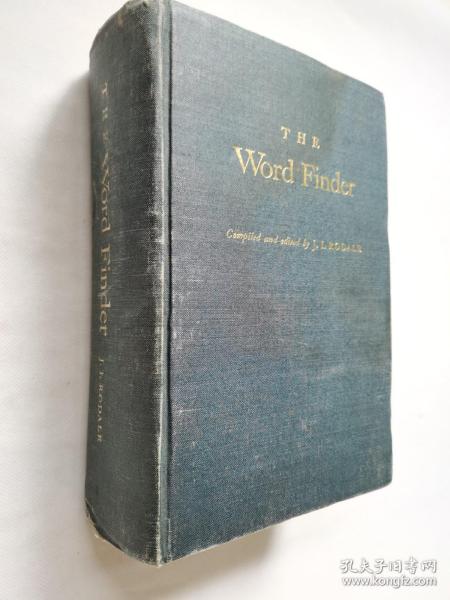 THE
Word Finder
Compiled and edited by J. I. RODALE
THE Word Finder J. I. RODALE
孔夫子旧书网
www.kongfz.com